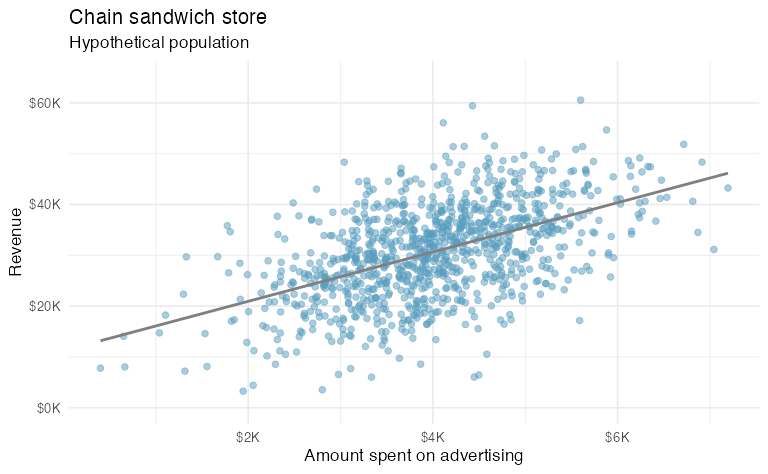 Chain sandwich store
Hypothetical population
$60K
$40K
$20K
$0K
Revenue
$2K
$4K
$6K
Amount spent on advertising